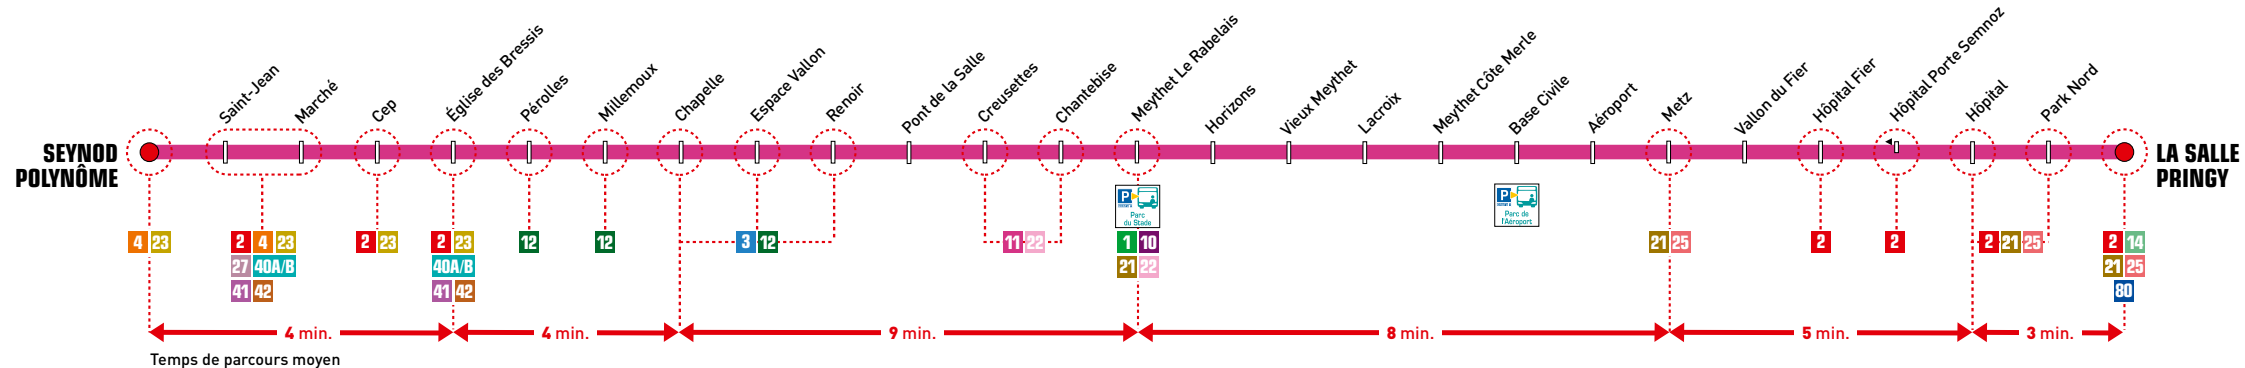 SEYNOD
POLYNÔME
Saint-Jean
Marché
Cep
Église des Bressis
Pérolles
Millemoux
Chapelle
Espace Vallon
Renoir
Pont de la Salle
Creusettes
Chantebise
Meythet Le Rabelais
Horizons
Vieux Meythet
Lacroix
Meythet Côte Merle
Base Civile
Aéroport
Metz
Vallon du Fier
Hôpital Fier
Hôpital Porte Semnoz
Hôpital
Park Nord
LA SALLE
PRINGY
4 23
2 4 23
27 40A/B
41 42
2 23
2 23
40A/B
41 42
12
12
3 12
11 22
P
Parc
du Stade
1 10
21 22
P
Parc de
l'Aéroport
21 25
2
2
2 21 25
2 14
21 25
80
4 min.
4 min.
9 min.
8 min.
5 min.
3 min.
Temps de parcours moyen